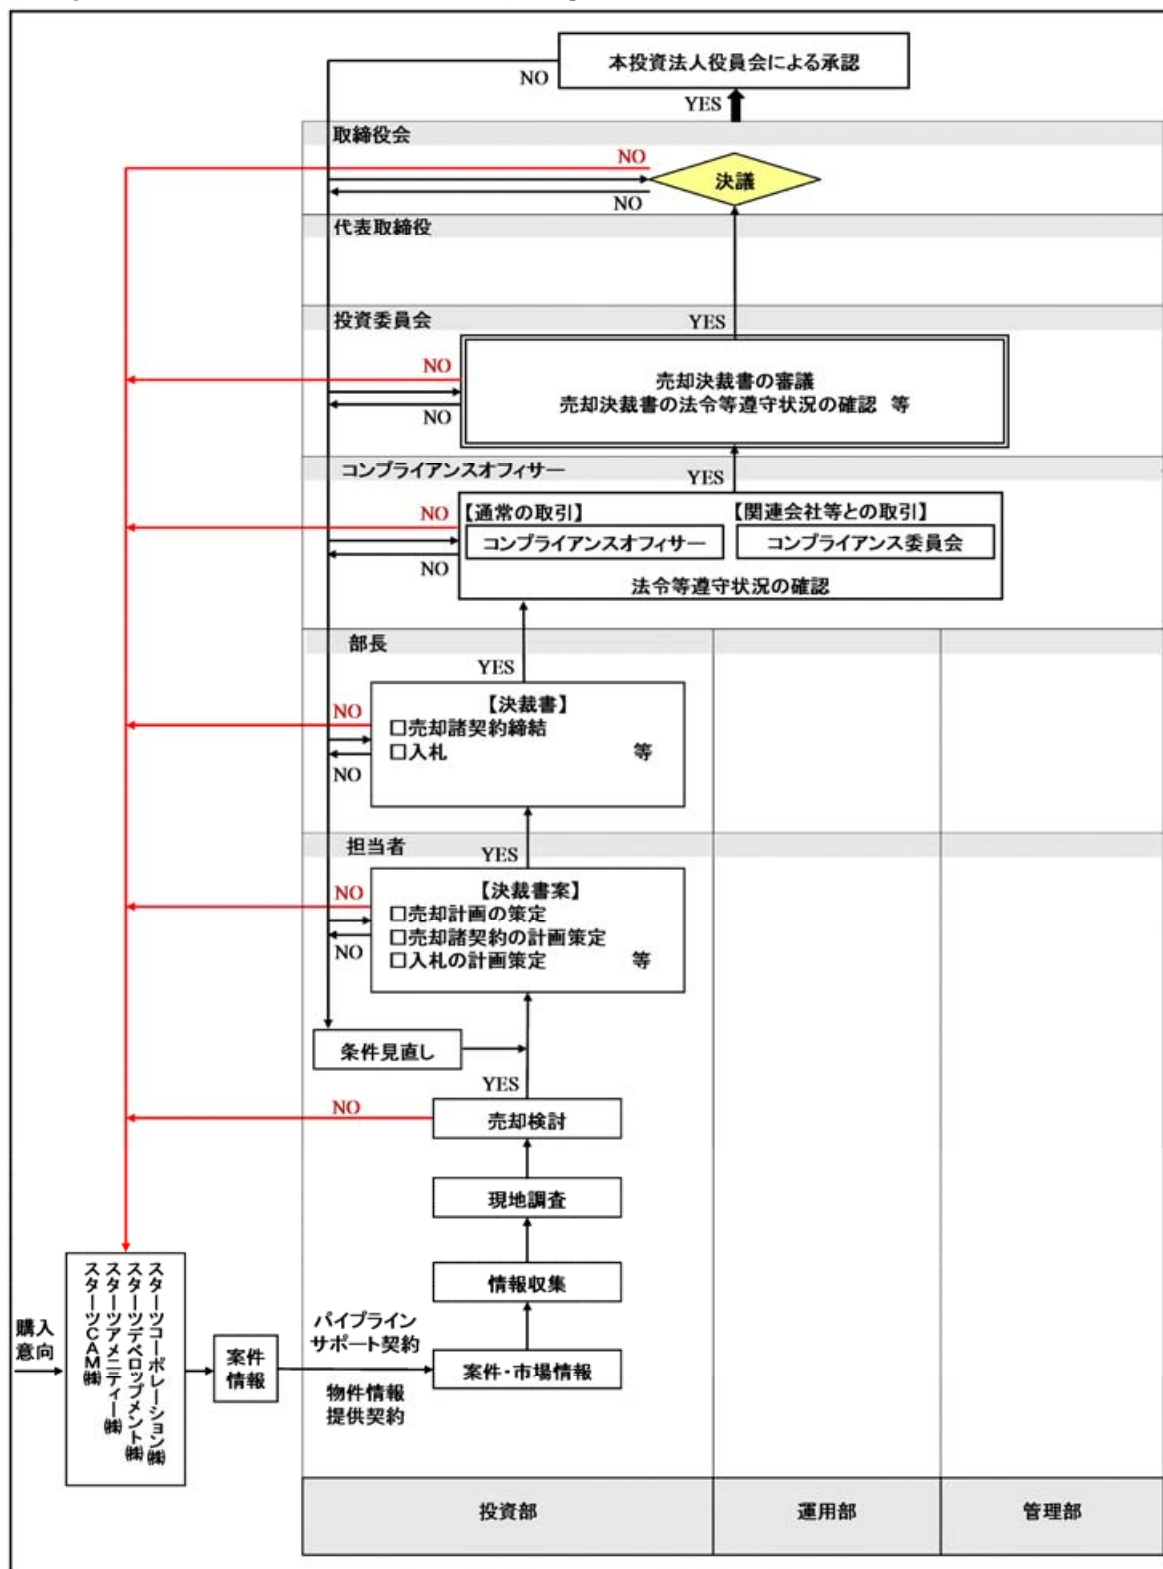 本投資法人役員会による承認
NO
YES
取締役会
NO
決議
NO
代表取締役
投資委員会
YES
NO
売却決裁書の審議
売却決裁書の法令等遵守状況の確認 等
NO
コンプライアンスオフィサー
YES
NO
【通常の取引】
【関連会社等との取引】
コンプライアンスオフィサー
コンプライアンス委員会
NO
法令等遵守状況の確認
部長
YES
【決裁書】
NO
□売却諸契約締結
□入札 等
NO
担当者
YES
【決裁書案】
NO
□売却計画の策定
□売却諸契約の計画策定
□入札の計画策定 等
NO
条件見直し
YES
NO
売却検討
現地調査
情報収集
購入
意向
スターツコーポレーション㈱
スターツデベロップメント㈱
スターツアメニティー㈱
スターツCAM㈱
案件
情報
パイプライン
サポート契約
物件情報
提供契約
案件・市場情報
投資部
運用部
管理部